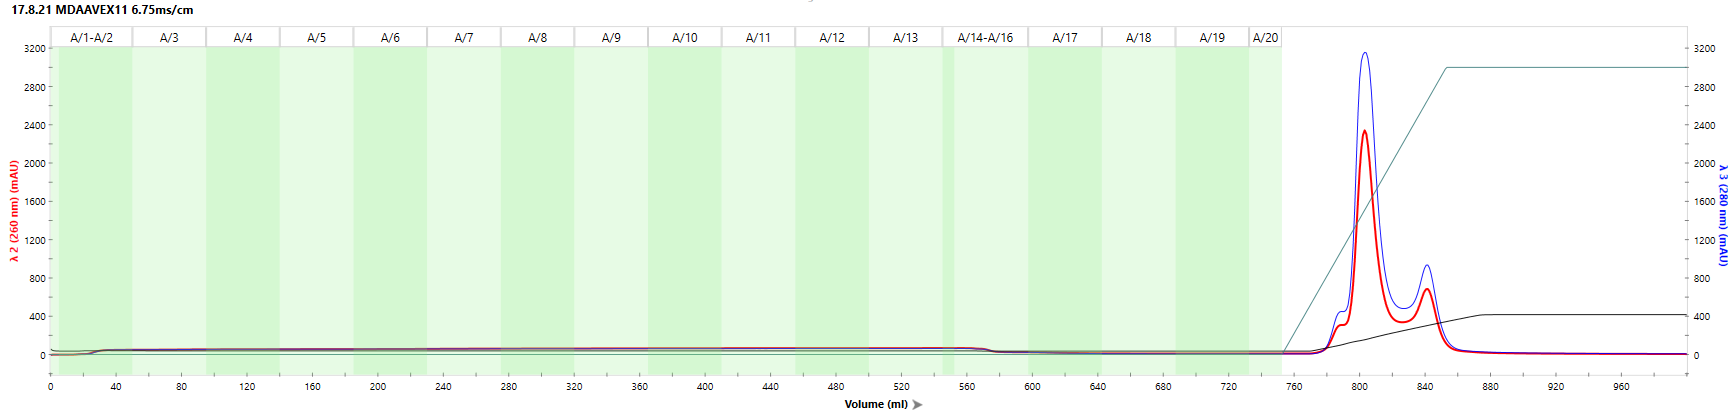 17.8.21 MDAAVEX11 6.75ms/cm
A/1-A/2 A/3 A/4 A/5 A/6 A/7 A/8 A/9 A/10 A/11 A/12 A/13 A/14-A/16 A/17 A/18 A/19 A/20
3200 3200
2800 2800
2400 2400
2000 2000
1600 1600
1200 1200
800 800
400 400
0 0
λ 2 (260 nm) (mAU)
λ 3 (280 nm) (mAU)
0 40 80 120 160 200 240 280 320 360 400 440 480 520 560 600 640 680 720 760 800 840 880 920 960
Volume (ml)